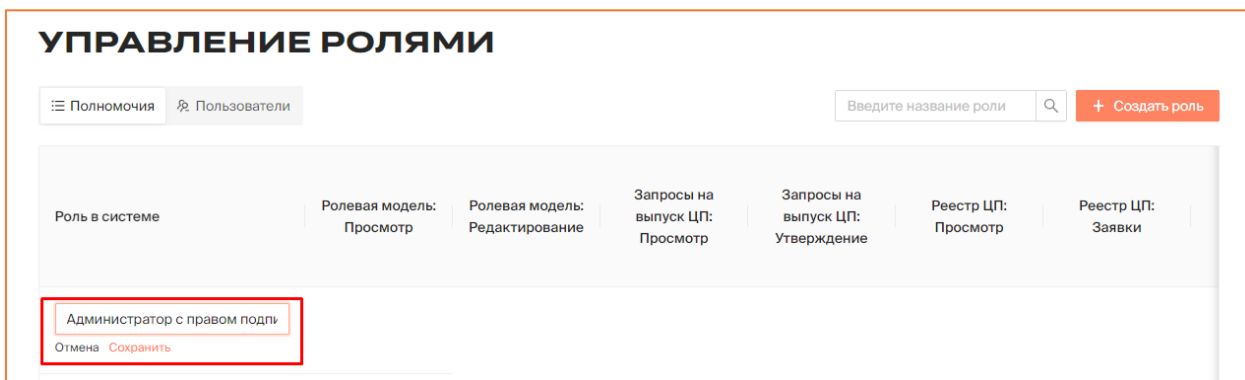 УПРАВЛЕНИЕ РОЛЯМИ
Полномочия Пользователи Введите название роли + Создать роль
Роль в системе Ролевая модель: Просмотр Ролевая модель: Редактирование Запросы на выпуск ЦП: Просмотр Запросы на выпуск ЦП: Утверждение Реестр ЦП: Просмотр Реестр ЦП: Заявки
Администратор с правом подпи
Отмена Сохранить